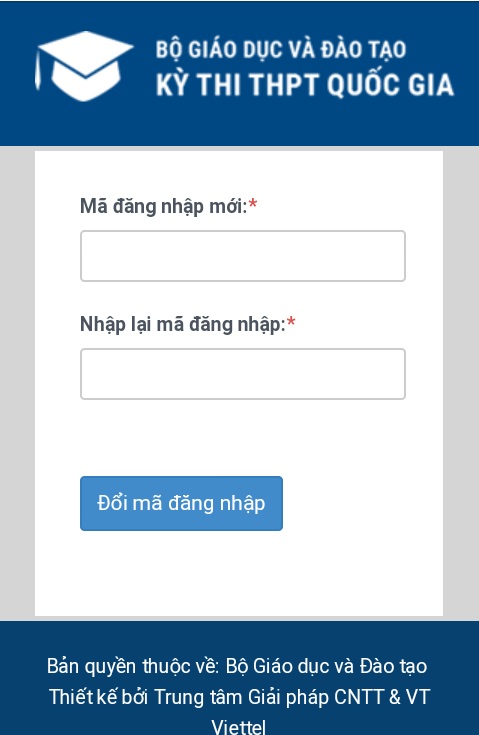 BỘ GIÁO DỤC VÀ ĐÀO TẠO
KỲ THI THPT QUỐC GIA
Mã đăng nhập mới:*
Nhập lại mã đăng nhập:*
Đổi mã đăng nhập
Bản quyền thuộc về: Bộ Giáo dục và Đào tạo
Thiết kế bởi Trung tâm Giải pháp CNTT & VT
Viettel